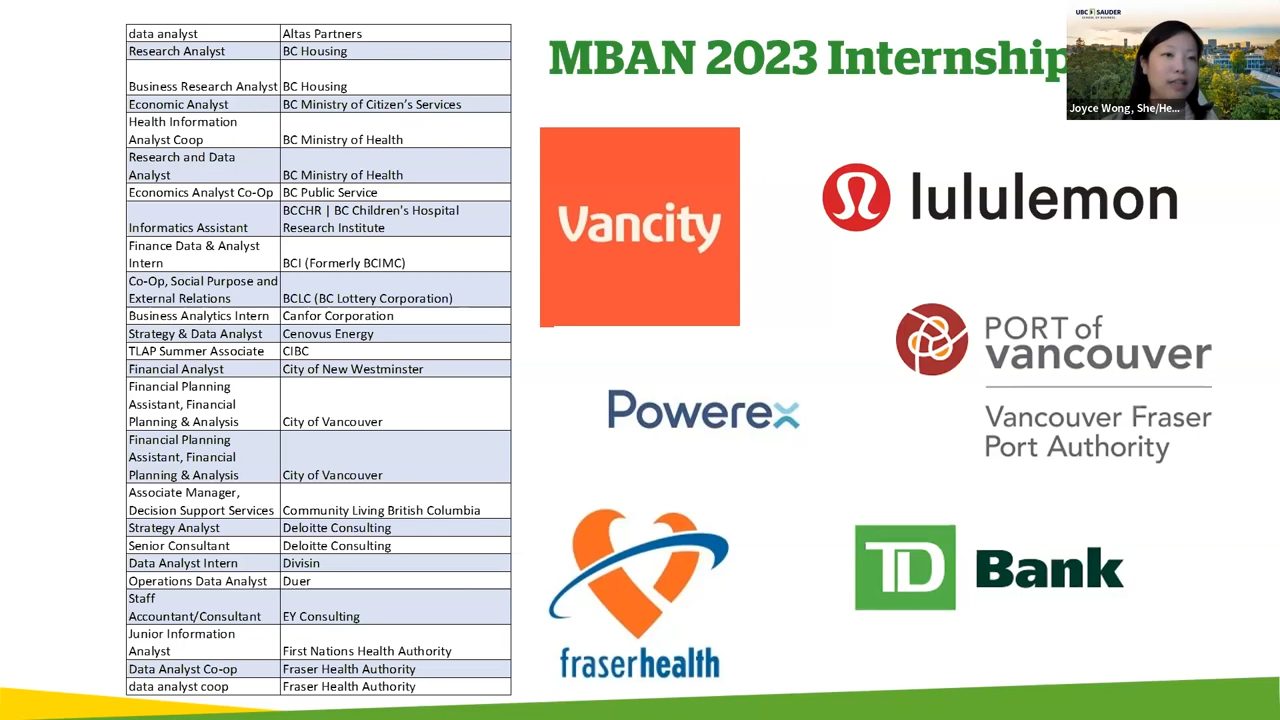 data analyst Altas Partners
Research Analyst BC Housing
Business Research Analyst BC Housing
Economic Analyst BC Ministry of Citizen's Services
Health Information
Analyst Coop BC Ministry of Health
Research and Data
Analyst BC Ministry of Health
Economics Analyst Co-Op BC Public Service
BCCHR | BC Children's Hospital
Informatics Assistant Research Institute
Finance Data & Analyst
Intern BCI (Formerly BCIMC)
Co-Op, Social Purpose and
External Relations BCLC (BC Lottery Corporation)
Business Analytics Intern Canfor Corporation
Strategy & Data Analy Cenovus Energy
TLAP Summer Associate CIBC
Financial Analyst City of New Westminster
Financial Planning
Assistant, Financial
Planning & Analysis City of Vancouver
Financial Planning
Assistant, Financial
Planning & Analysis City of Vancouver
Associate Manager,
Decision Support Services Community Living British Columbia
Strategy Analyst Deloitte Consulting
Senior Consultant Deloitte Consulting
Data Analyst Intern Divisin
Operations Data Analyst Duer
Staff
Accountant/Consultant EY Consulting
Junior Information
Analyst First Nations Health Authority
Data Analyst Co-op Fraser Health Authority
data analyst coop Fraser Health Authority
MBAN 2023 Internship
UBC SAUDER
SCHOOL OF BUSINESS
Joyce Wong, She/He...
Vancity
lululemon
PORT of
vancouver
Vancouver Fraser
Port Authority
Powerex
fraserhealth
TD Bank